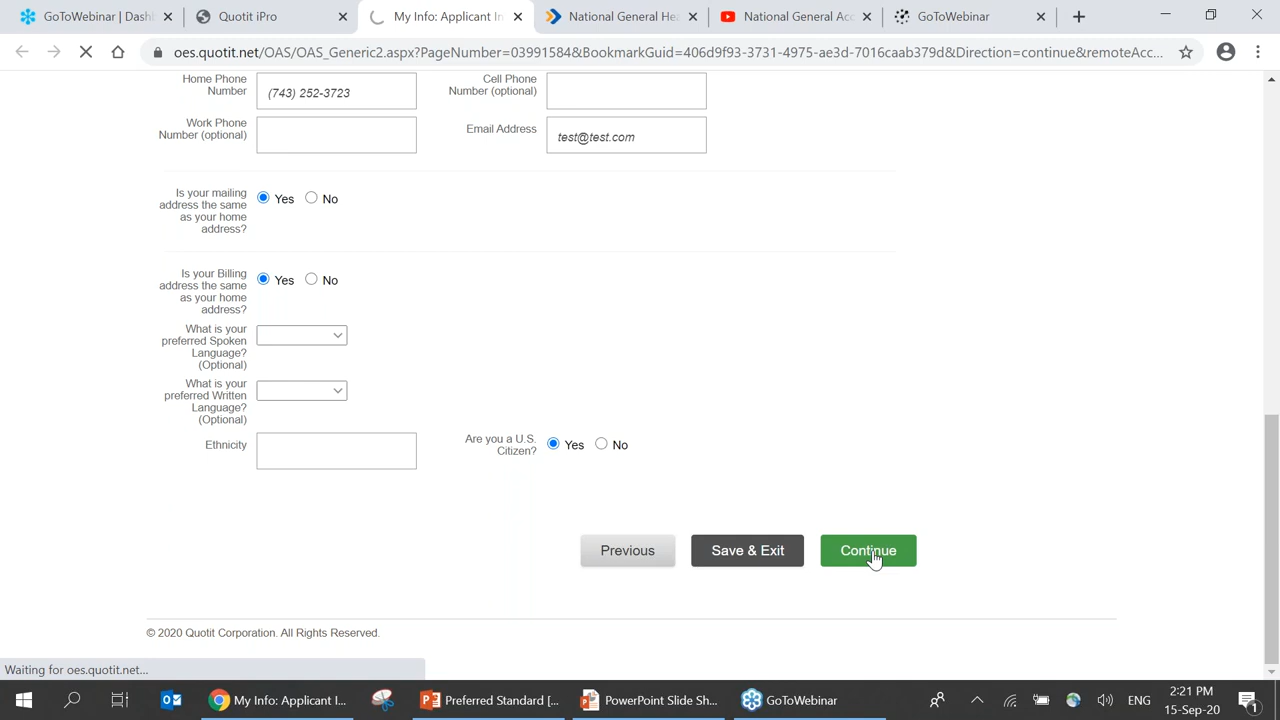 GoToWebinar | Dash
Quotit iPro
My Info: Applicant In
National General He
National General Acc
GoToWebinar
oes.quotit.net/OAS/OAS_Generic2.aspx?PageNumber=03991584&BookmarkGuid=406d9f93-3731-4975-ae3d-7016caab379d&Direction=continue&remoteAcc...
Home Phone
Number
(743) 252-3723
Cell Phone
Number (optional)
Work Phone
Number (optional)
Email Address
test@test.com
Is your mailing
address the same
as your home
address?
Yes No
Is your Billing
address the same
as your home
address?
Yes No
What is your
preferred Spoken
Language?
(Optional)
What is your
preferred Written
Language?
(Optional)
Ethnicity
Are you a U.S.
Citizen?
Yes No
Previous
Save & Exit
Continue
© 2020 Quotit Corporation. All Rights Reserved.
Waiting for oes.quotit.net...
My Info: Applicant I...
Preferred Standard [...
PowerPoint Slide Sh...
GoToWebinar
ENG
2:21 PM
15-Sep-20
1